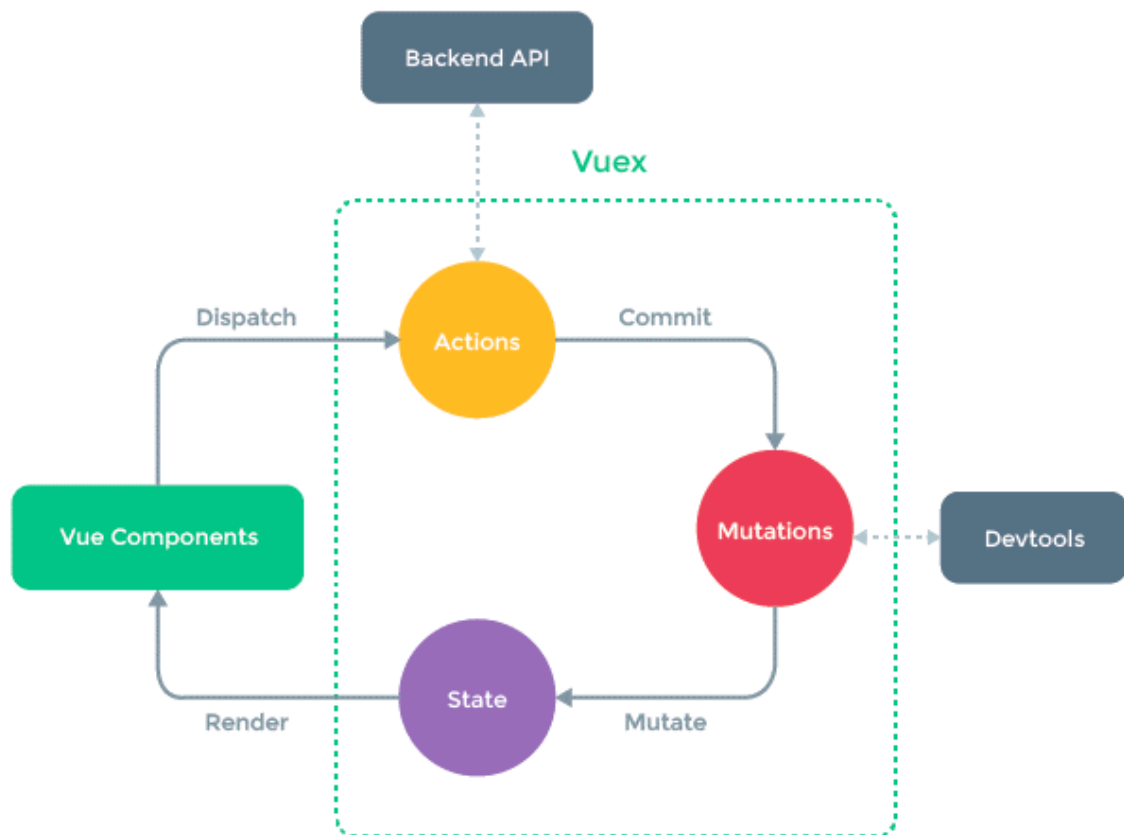 Backend API
Vuex
Dispatch
Commit
Actions
Mutations
Devtools
Vue Components
State
Render
Mutate